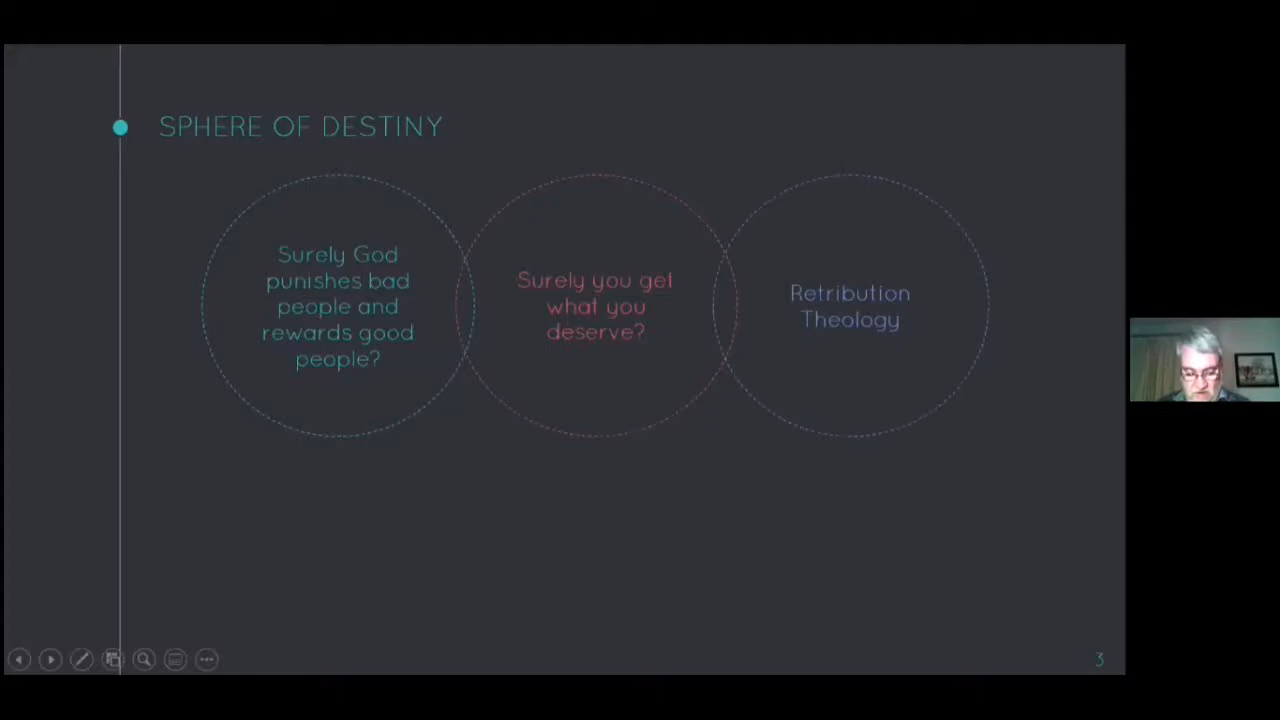 SPHERE OF DESTINY
Surely God
punishes bad
people and
rewards good
people?
Surely you get
what you
deserve?
Retribution
Theology
3